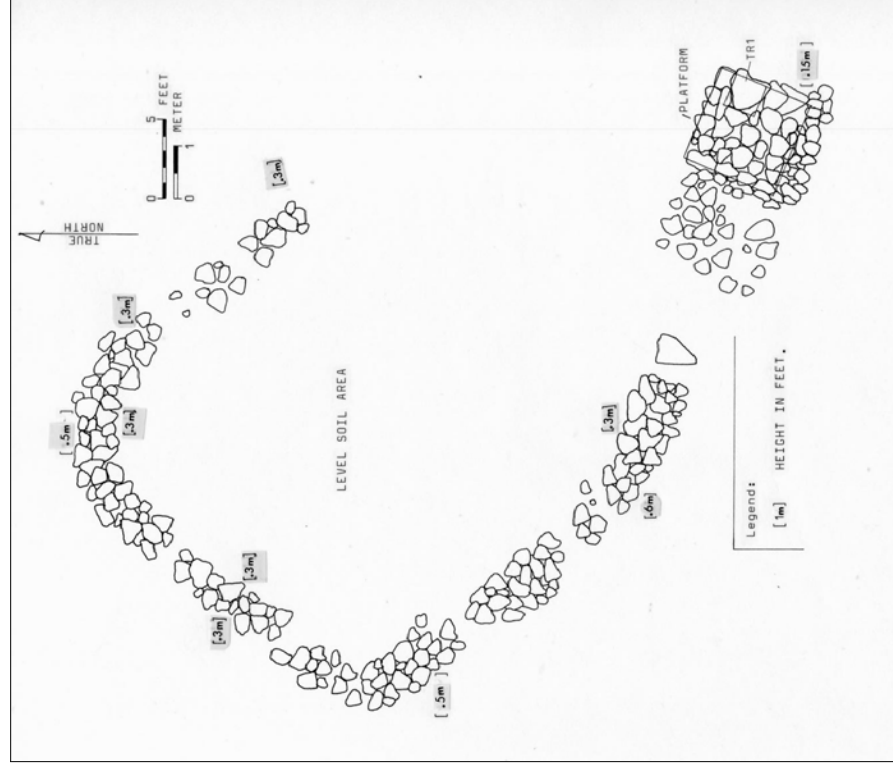 TRUE
NORTH
0 5 FEET
0 1 METER
[.3m]
/PLATFORM
TR1
[.15m]
[.3m]
[.5m]
[.3m]
LEVEL SOIL AREA
[.3m]
[.6m]
[.3m]
[.3m]
[.5m]
Legend:
[1m] HEIGHT IN FEET.